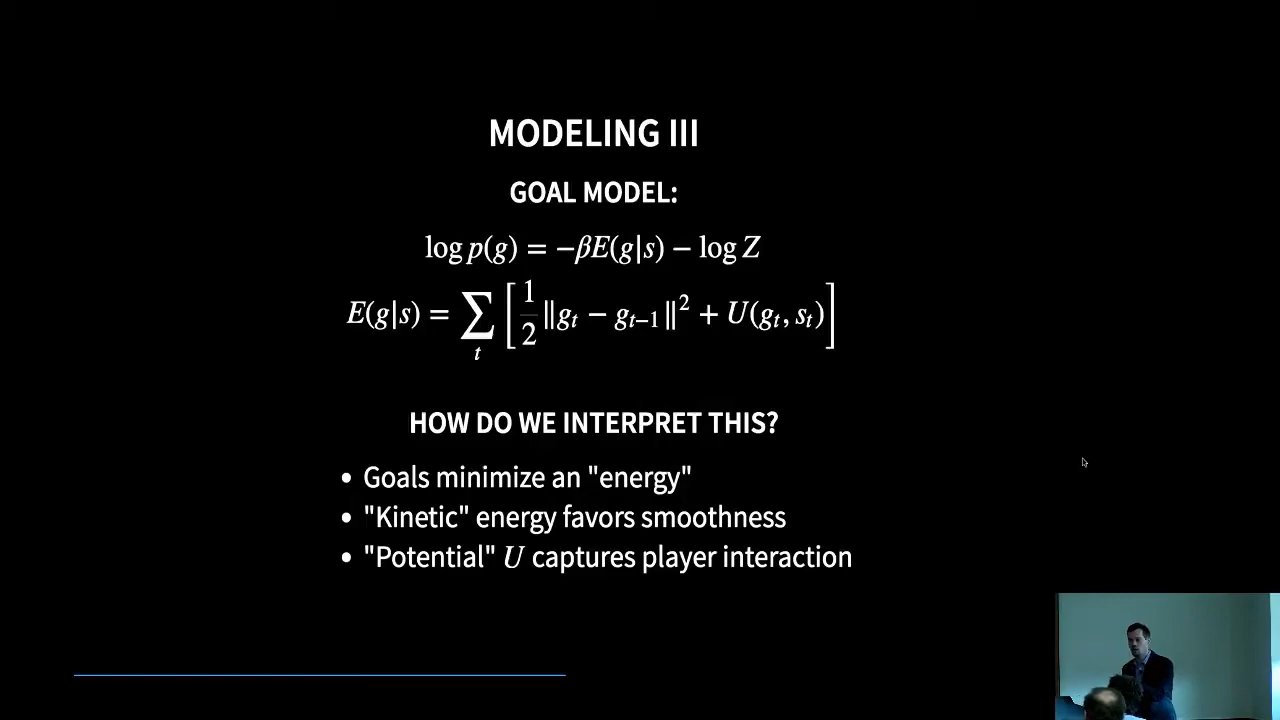 MODELING III
GOAL MODEL:
log p(g) = −βE(g|s) − log Z
E(g|s) = ∑_t [ 1/2 ‖g_t − g_{t−1}‖² + U(g_t, s_t) ]
HOW DO WE INTERPRET THIS?
• Goals minimize an "energy"
• "Kinetic" energy favors smoothness
• "Potential" U captures player interaction